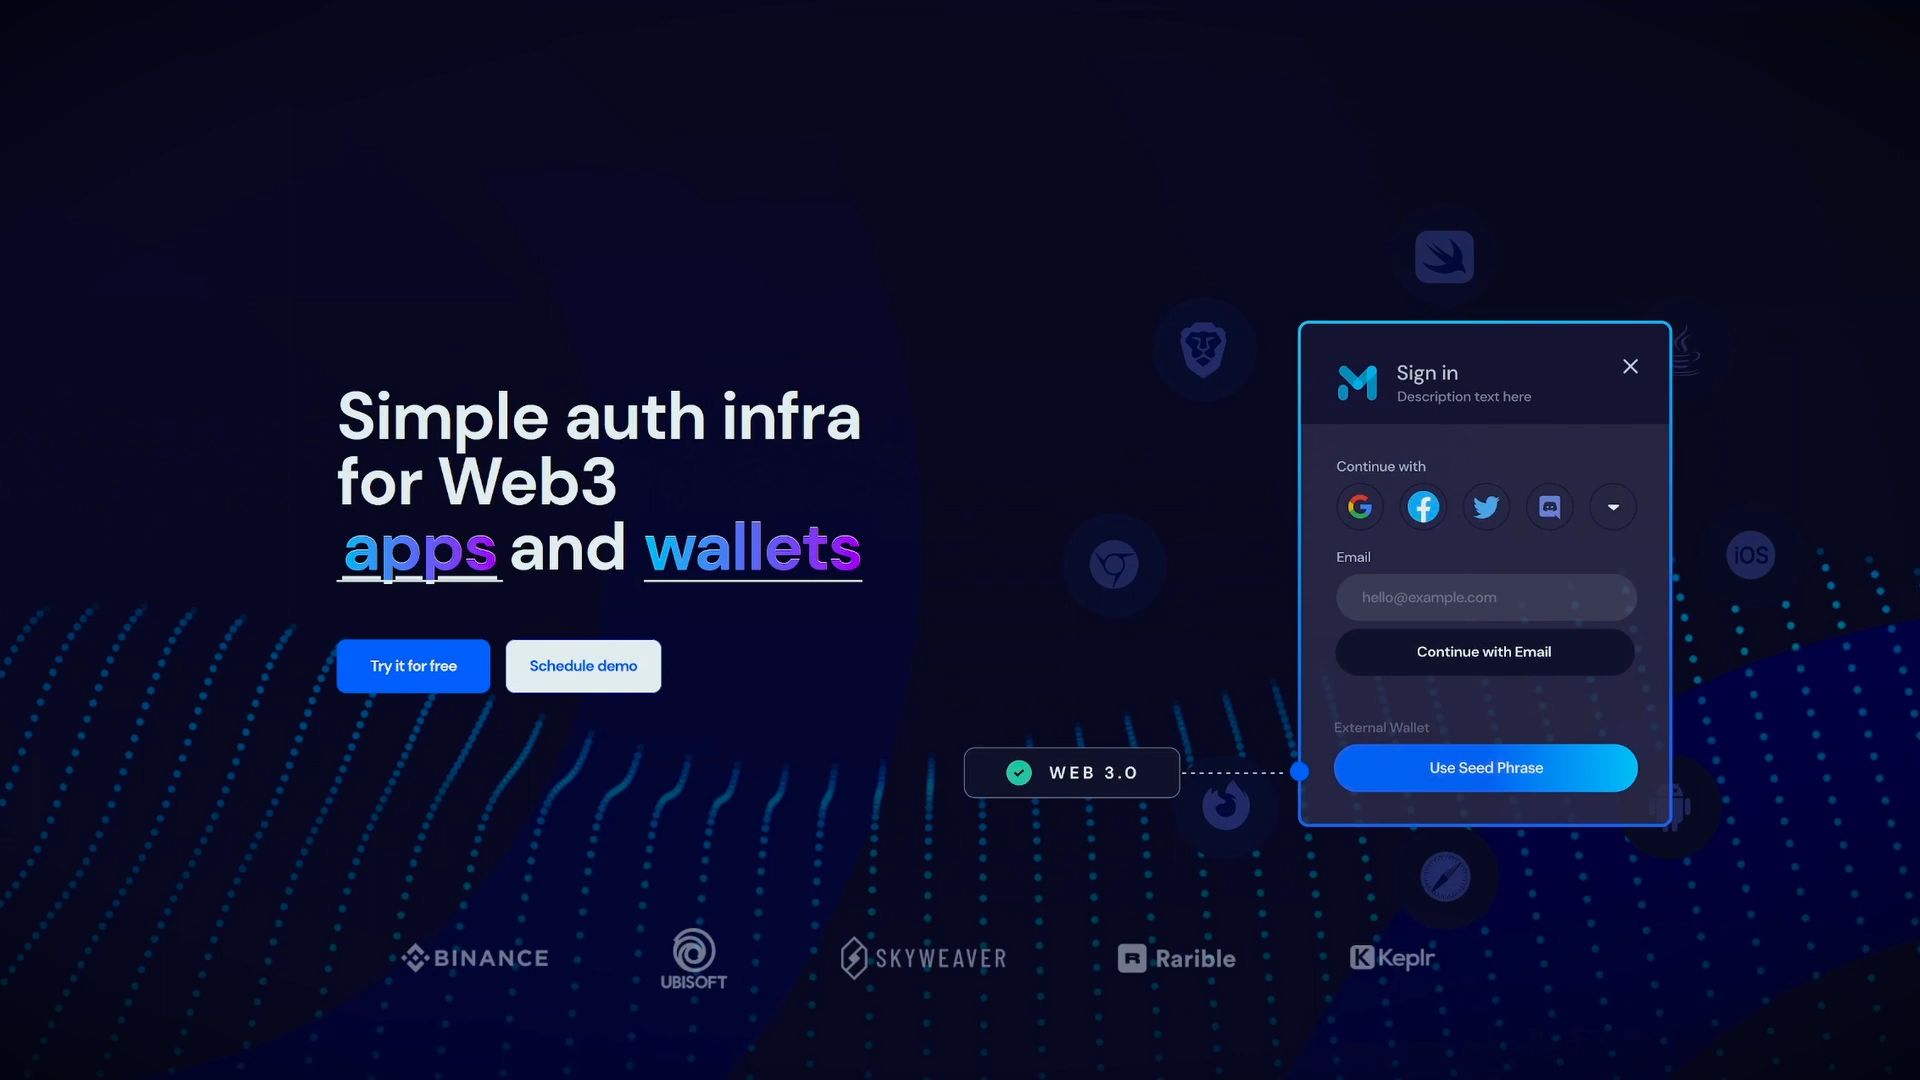 Simple auth infra
for Web3
apps and wallets
Try it for free
Schedule demo
Sign in
Description text here
Continue with
Email
hello@example.com
Continue with Email
External Wallet
Use Seed Phrase
WEB 3.0
iOS
BINANCE
UBISOFT
SKYWEAVER
Rarible
Keplr